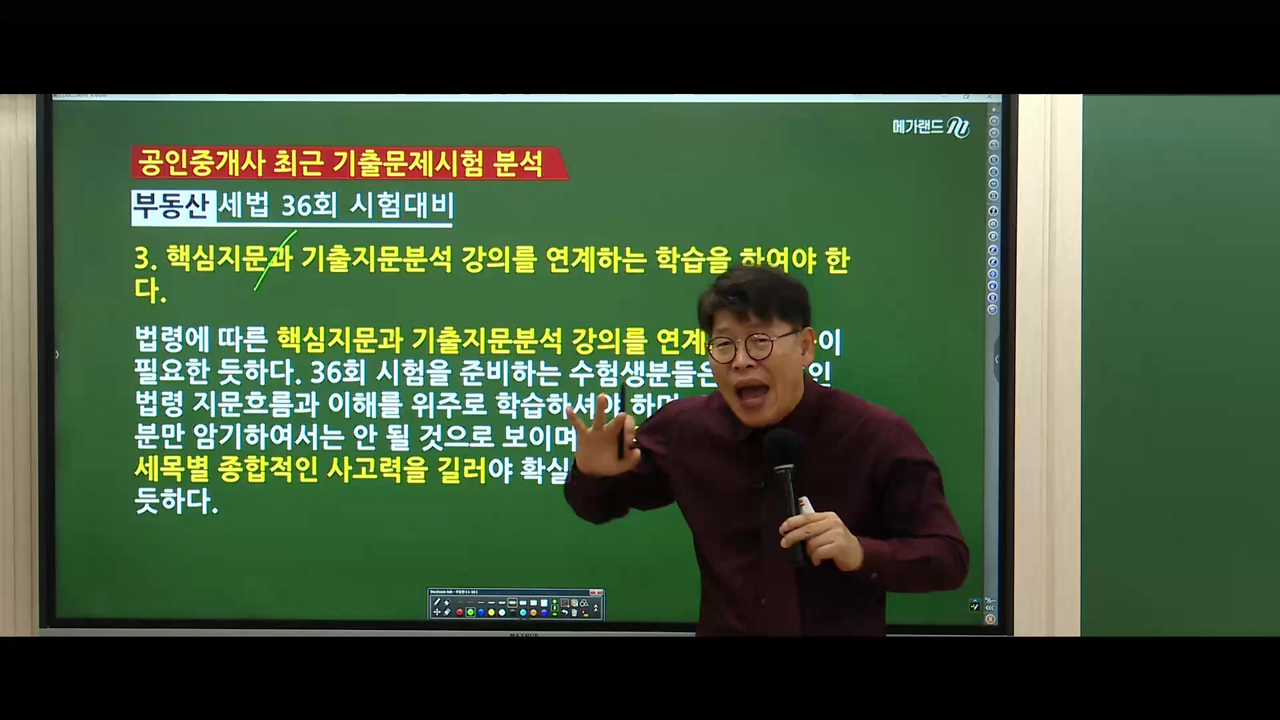 메가랜드
공인중개사 최근 기출문제시험 분석
부동산 세법 36회 시험대비
3. 핵심지문과 기출지문분석 강의를 연계하는 학습을 하여야 한
다.
법령에 따른 핵심지문과 기출지문분석 강의를 연계 이
필요한 듯하다. 36회 시험을 준비하는 수험생분들은 인
법령 지문흐름과 이해를 위주로 학습하셔야 하며
분만 암기하여서는 안 될 것으로 보이며
세목별 종합적인 사고력을 길러야 확실
듯하다.